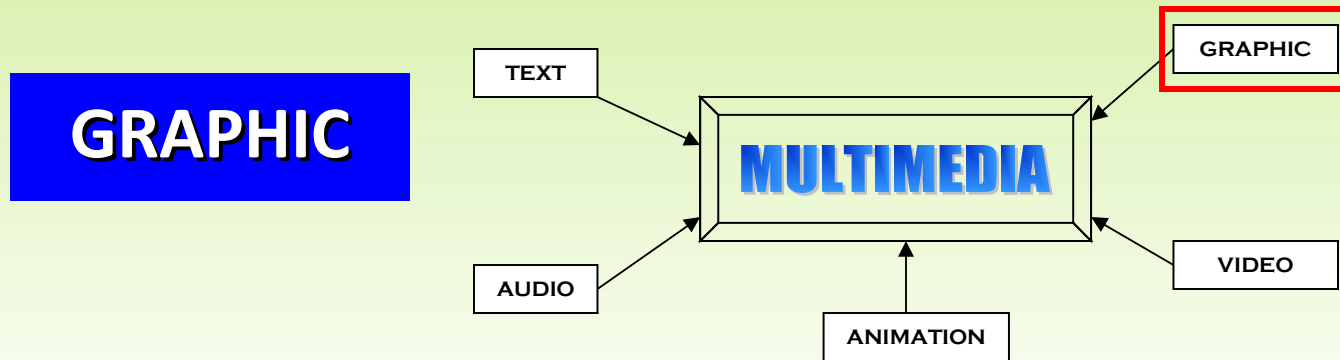 GRAPHIC
TEXT
GRAPHIC
MULTIMEDIA
AUDIO
VIDEO
ANIMATION